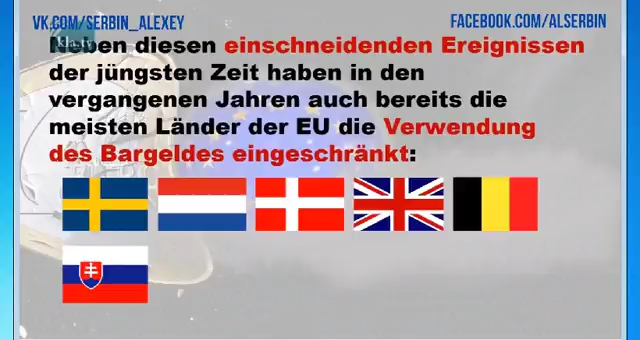 VK.COM/SERBIN_ALEXEY
FACEBOOK.COM/ALSERBIN
Neben diesen einschneidenden Ereignissen
der jüngsten Zeit haben in den
vergangenen Jahren auch bereits die
meisten Länder der EU die Verwendung
des Bargeldes eingeschränkt: